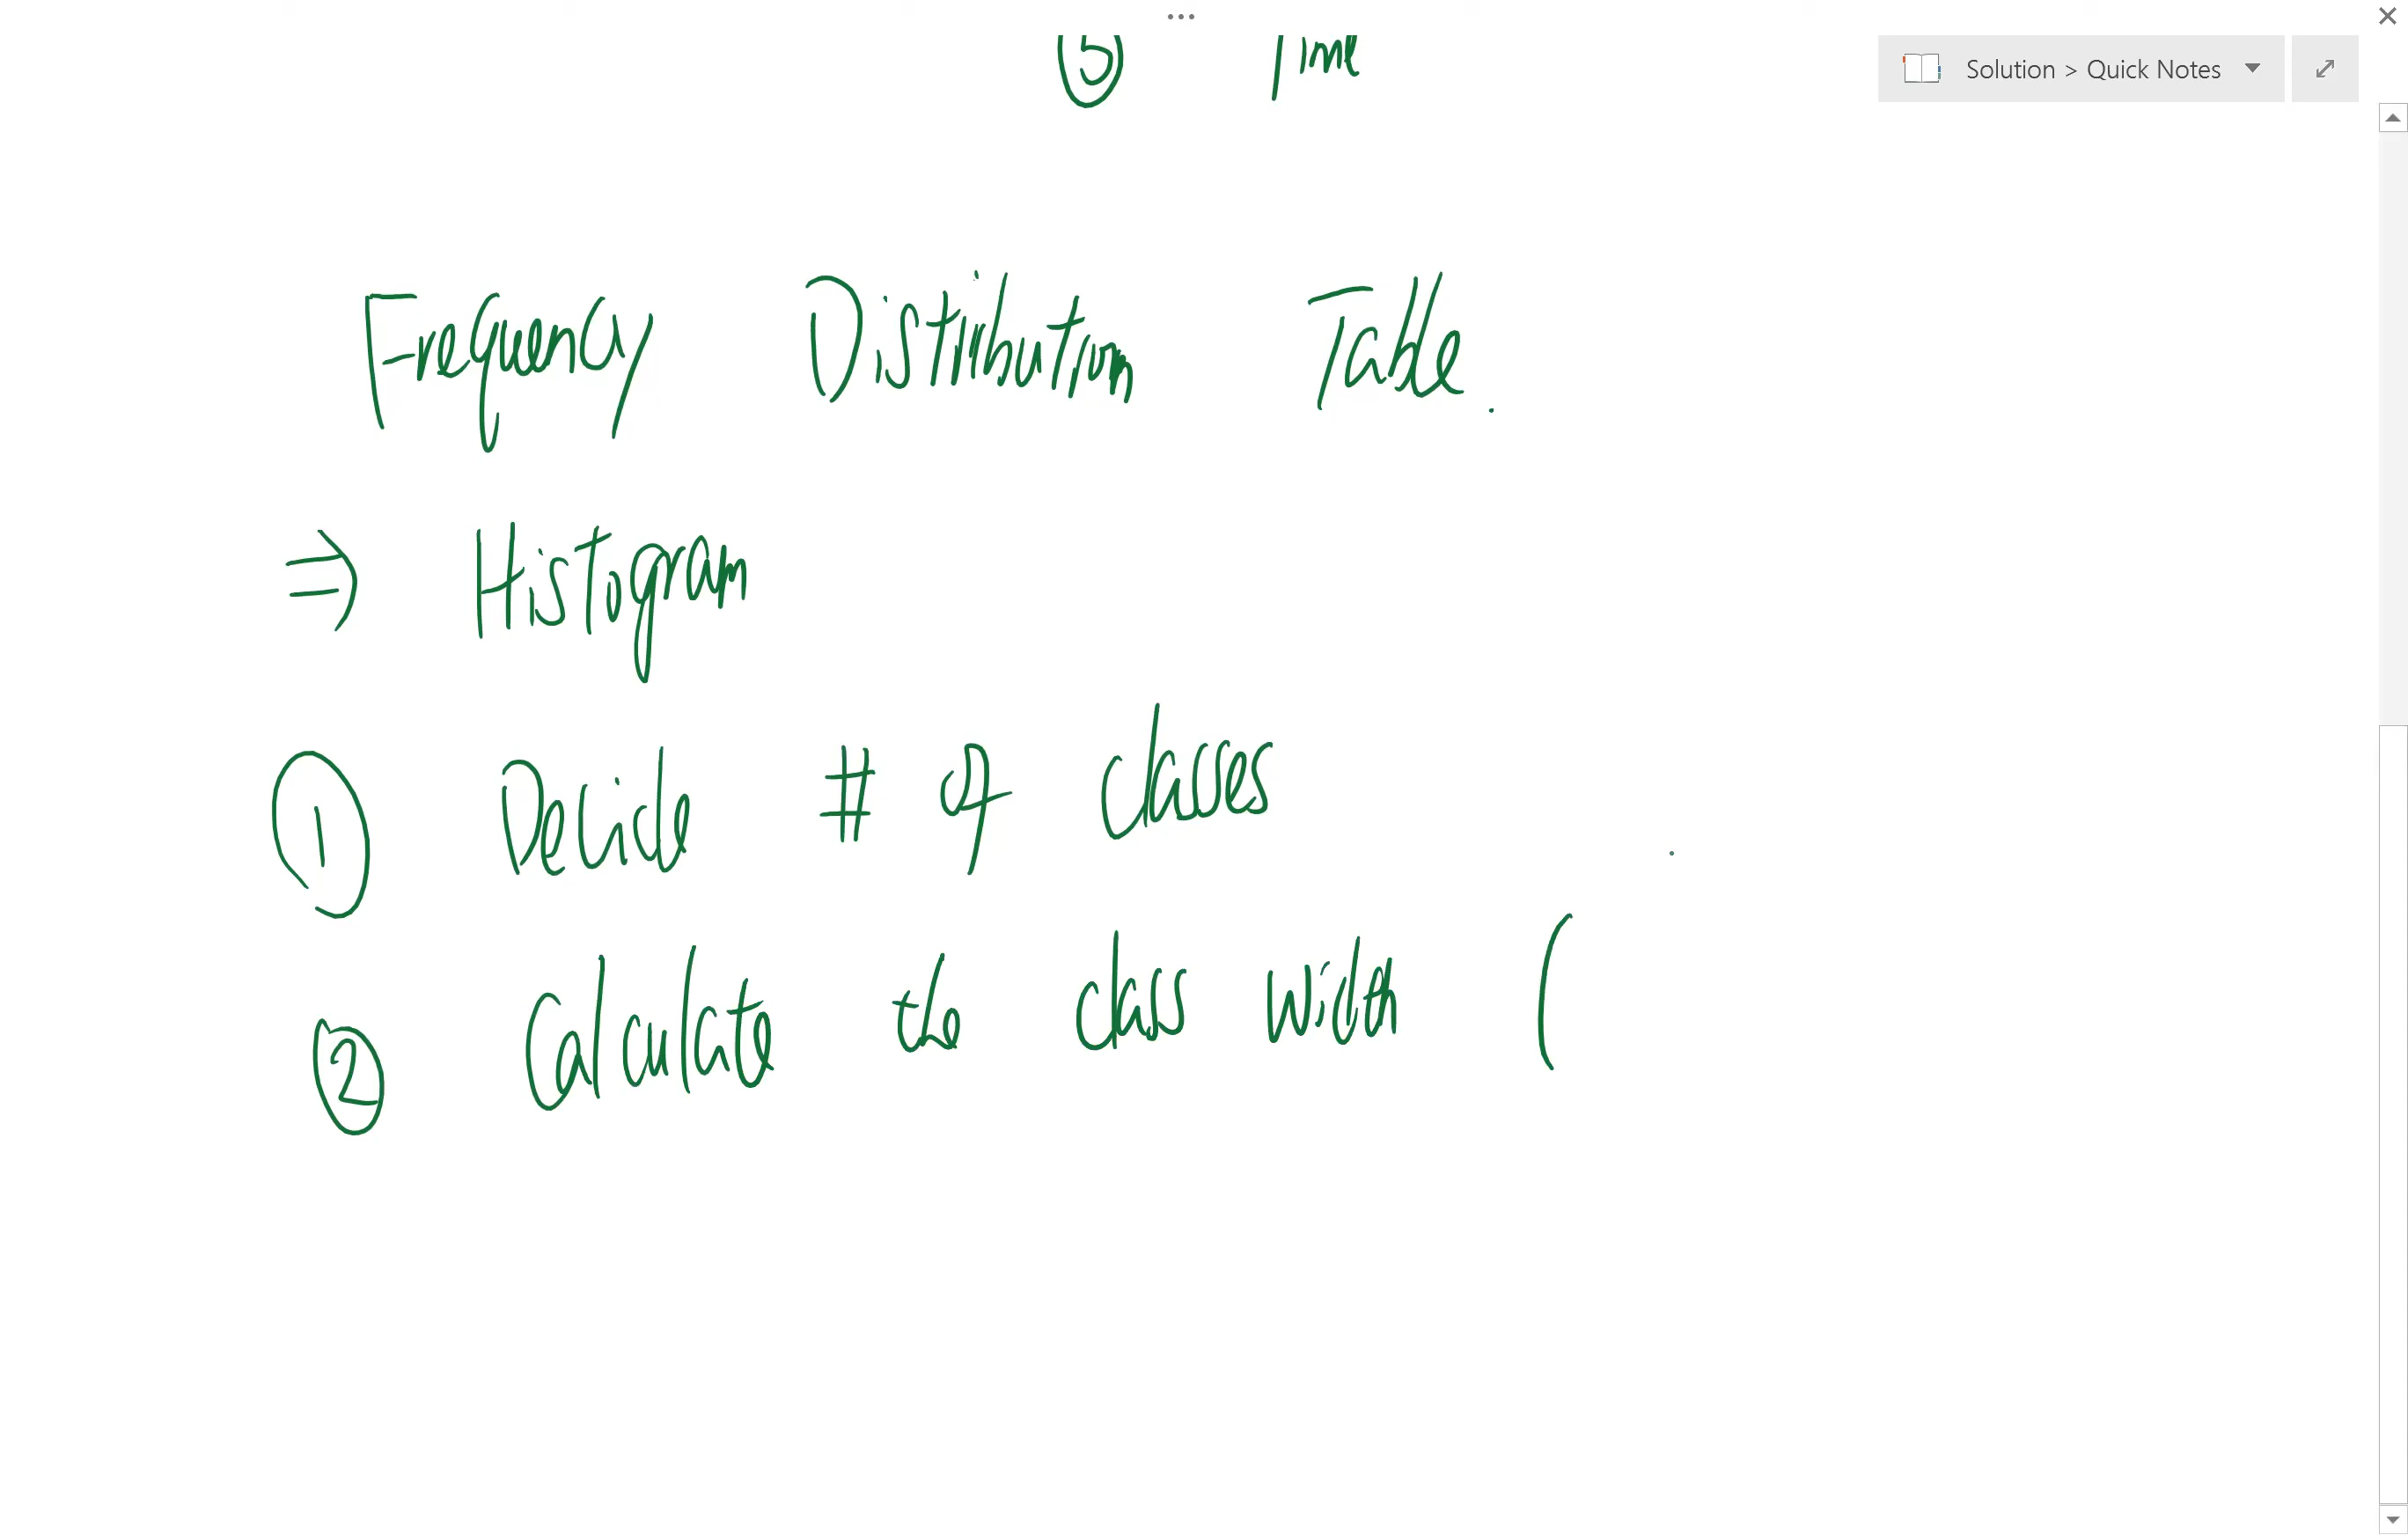 Solution > Quick Notes
⑤ Time
Frequency Distribution Table.
⇒ Histogram
① Decide # of classes
② Calculate the class width (